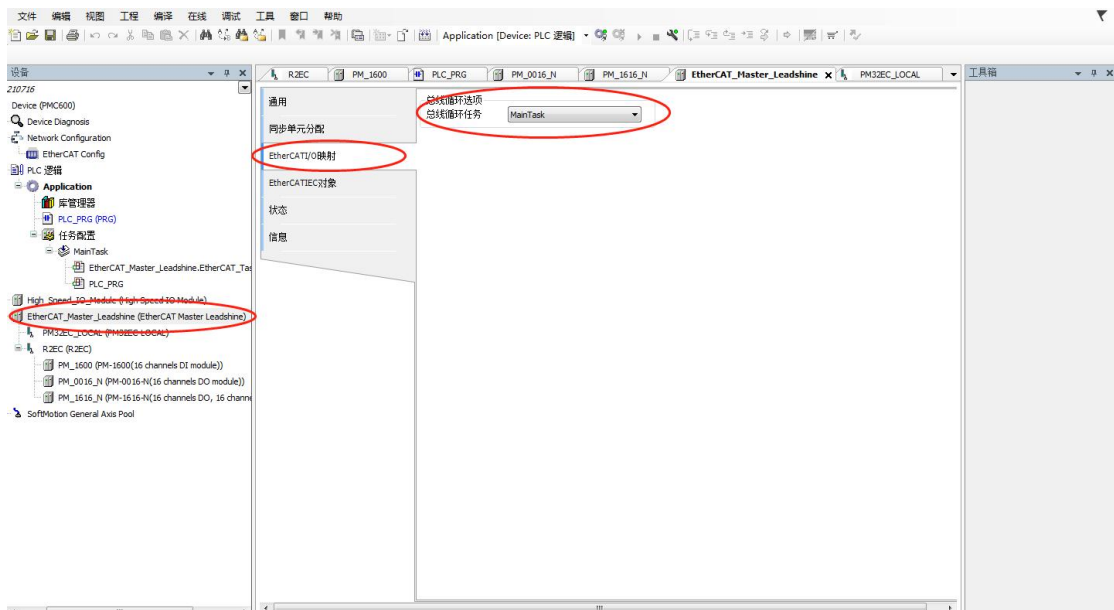 文件 编辑 视图 工程 编译 在线 调试 工具 窗口 帮助
Application [Device: PLC 逻辑]
设备
210716
Device (PMC600)
Device Diagnosis
Network Configuration
EtherCAT Config
PLC 逻辑
Application
库管理器
PLC_PRG (PRG)
任务配置
MainTask
EtherCAT_Master_Leadshine.EtherCAT_Tas
PLC_PRG
High_Speed_IO_Module (High Speed IO Module)
EtherCAT_Master_Leadshine (EtherCAT Master Leadshine)
PM32EC_LOCAL (PM32EC LOCAL)
R2EC (R2EC)
PM_1600 (PM-1600(16 channels DI module))
PM_0016_N (PM-0016-N(16 channels DO module))
PM_1616_N (PM-1616-N(16 channels DO, 16 channe
SoftMotion General Axis Pool
R2EC PM_1600 PLC_PRG PM_0016_N PM_1616_N EtherCAT_Master_Leadshine PM32EC_LOCAL
通用
同步单元分配
EtherCATI/O映射
EtherCATIEC对象
状态
信息
总线循环选项
总线循环任务 MainTask
工具箱